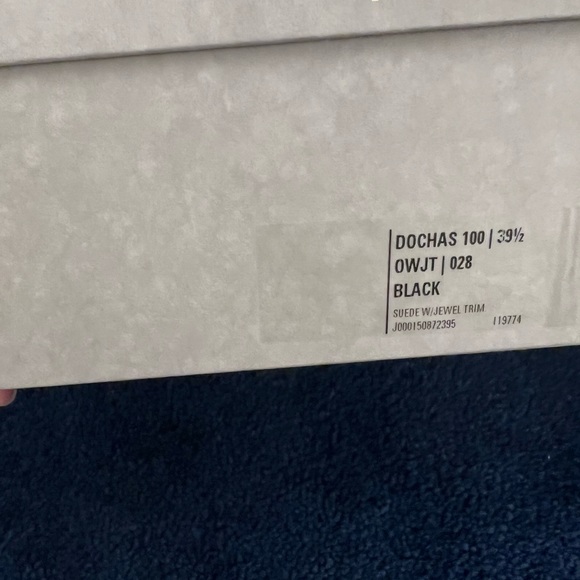 DOCHAS 100 | 39½
OWJT | 028
BLACK
SUEDE W/JEWEL TRIM
J000150872395 119774